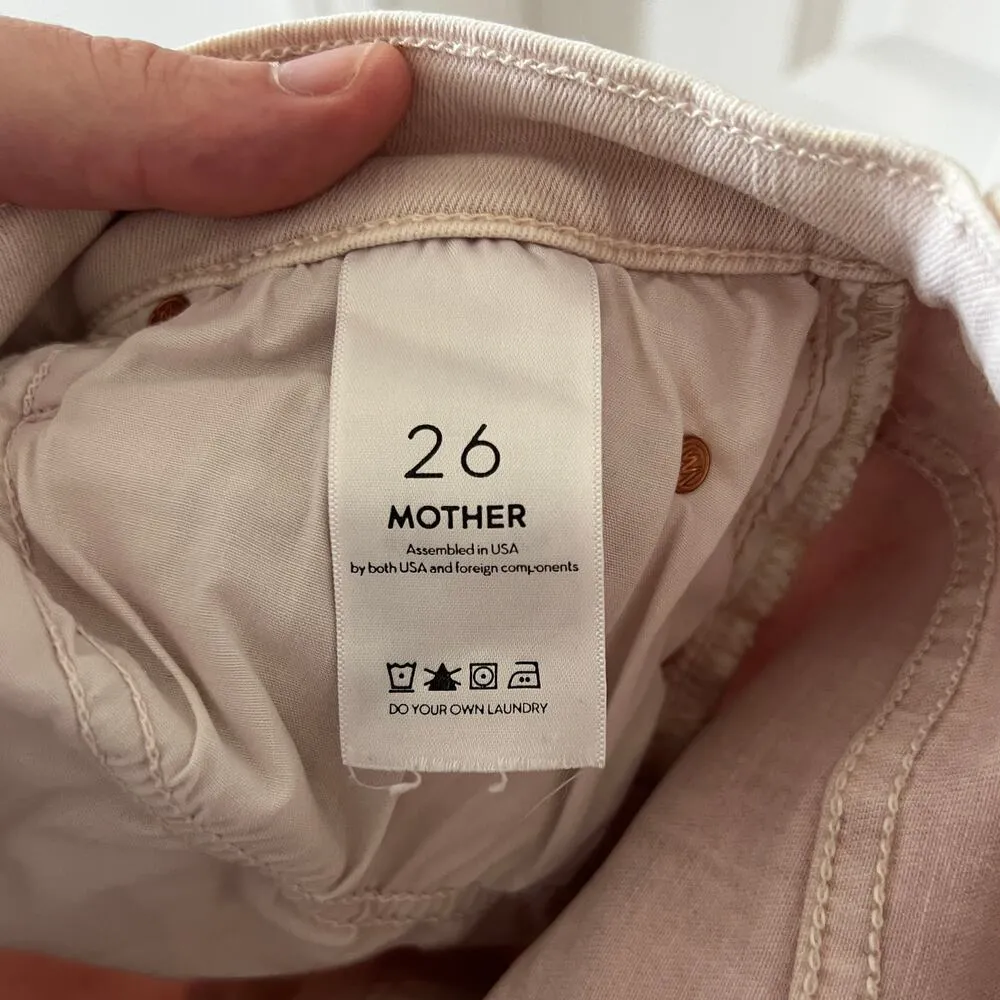 26
MOTHER
Assembled in USA
by both USA and foreign components
DO YOUR OWN LAUNDRY